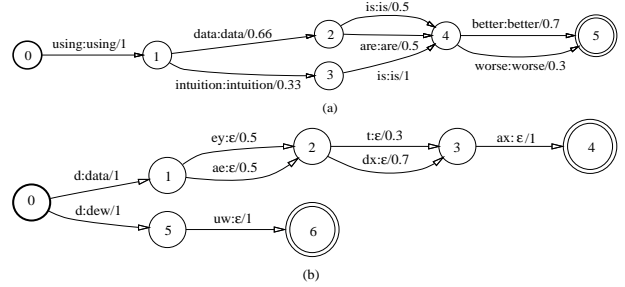 is:is/0.5
data:data/0.66
2
better:better/0.7
using:using/1
are:are/0.5
0
1
4
5
intuition:intuition/0.33
3
is:is/1
worse:worse/0.3
(a)
ey:ε/0.5
t:ε/0.3
ax: ε/1
d:data/1
1
ae:ε/0.5
2
dx:ε/0.7
3
4
0
d:dew/1
uw:ε/1
5
6
(b)